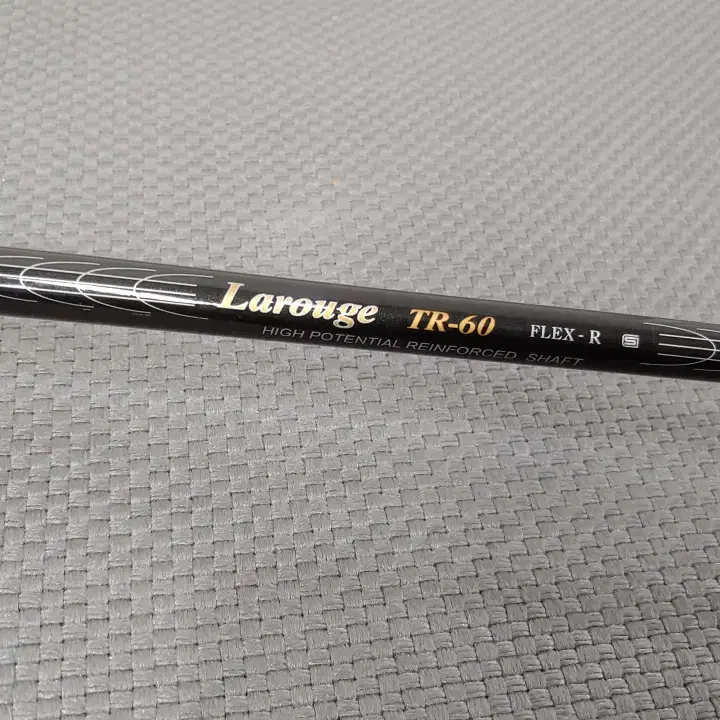 Larouge TR-60 FLEX-R S
HIGH POTENTIAL REINFORCED SHAFT